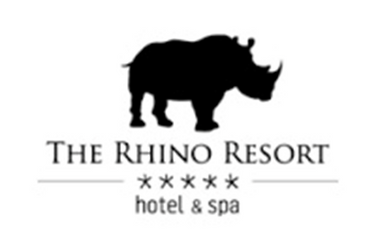 THE RHINO RESORT
*****
hotel & spa